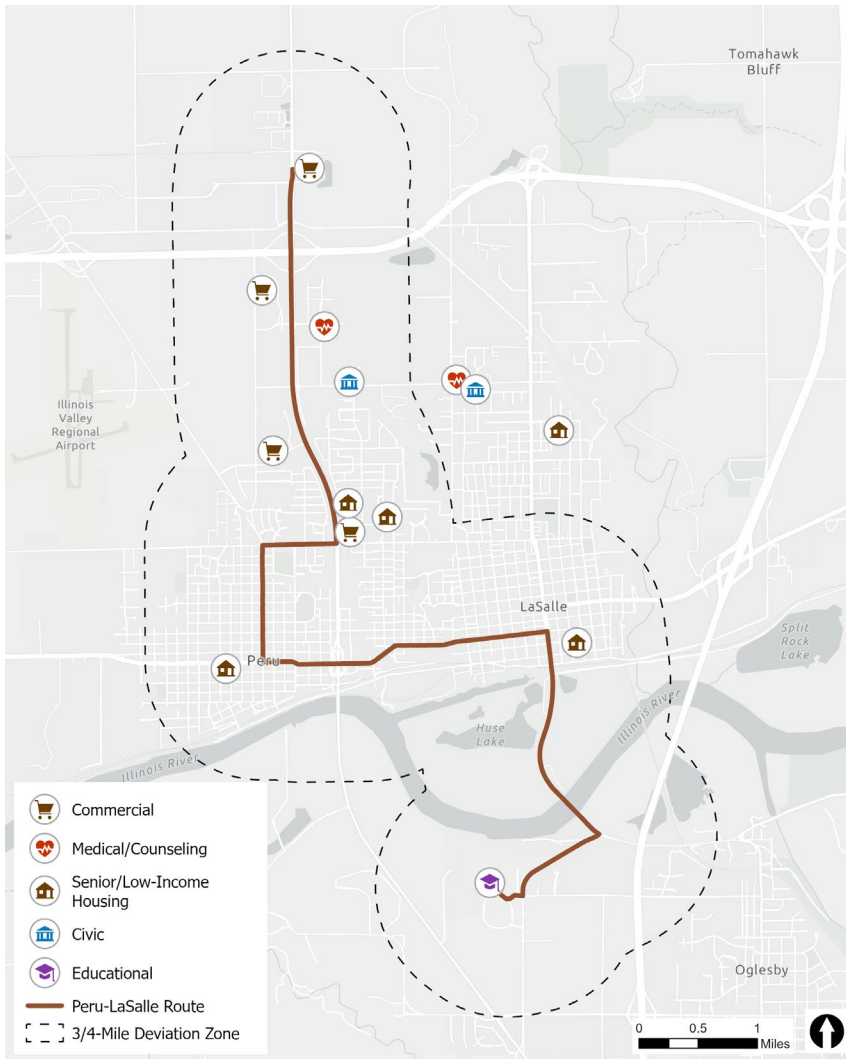 Tomahawk
Bluff
Illinois
Valley
Regional
Airport
LaSalle
Peru
Split
Rock
Lake
Huse
Lake
Illinois River
Illinois River
Oglesby
Commercial
Medical/Counseling
Senior/Low-Income
Housing
Civic
Educational
Peru-LaSalle Route
3/4-Mile Deviation Zone
0 0.5 1
Miles